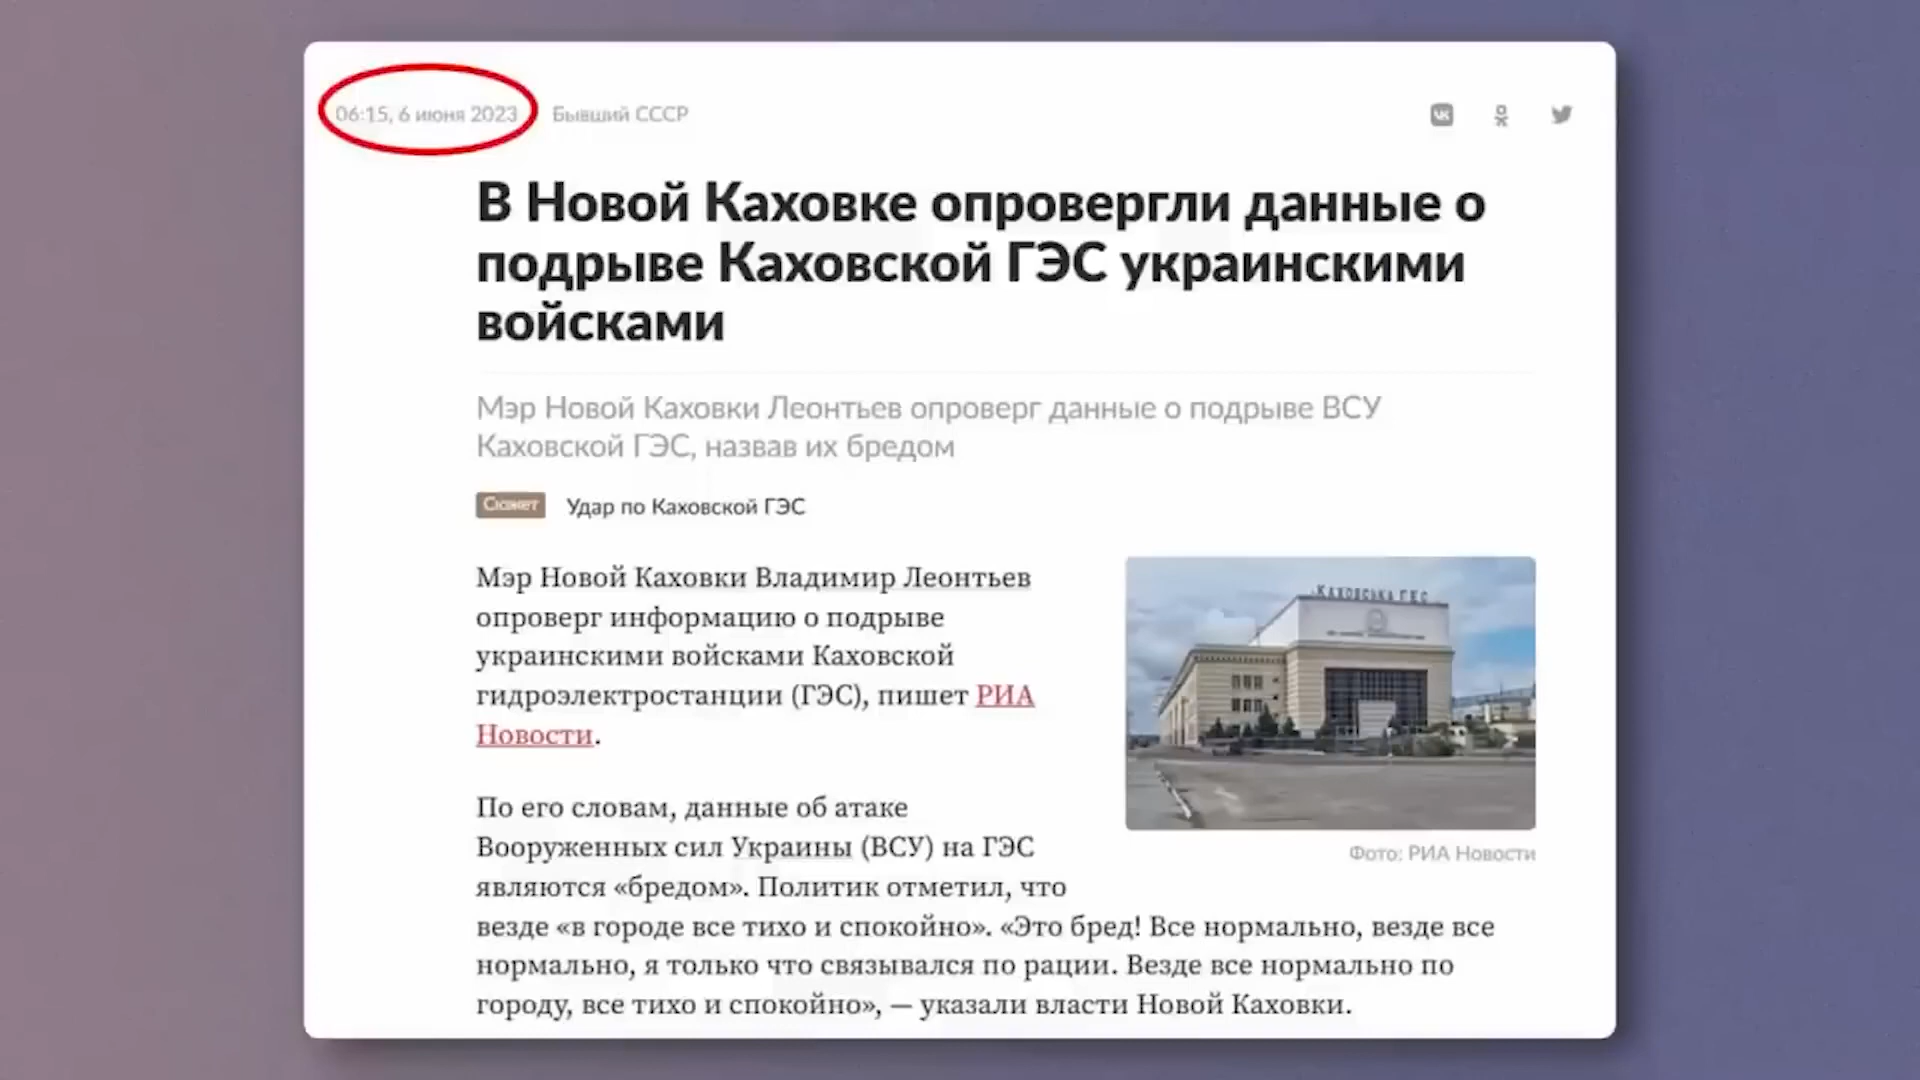 06:15, 6 июня 2023 Бывший СССР
В Новой Каховке опровергли данные о
подрыве Каховской ГЭС украинскими
войсками
Мэр Новой Каховки Леонтьев опроверг данные о подрыве ВСУ
Каховской ГЭС, назвав их бредом
Сюжет Удар по Каховской ГЭС
Мэр Новой Каховки Владимир Леонтьев
опроверг информацию о подрыве
украинскими войсками Каховской
гидроэлектростанции (ГЭС), пишет РИА
Новости.
КАХОВСЬКА ГЕС
Фото: РИА Новости
По его словам, данные об атаке
Вооруженных сил Украины (ВСУ) на ГЭС
являются «бредом». Политик отметил, что
везде «в городе все тихо и спокойно». «Это бред! Все нормально, везде все
нормально, я только что связывался по рации. Везде все нормально по
городу, все тихо и спокойно», — указали власти Новой Каховки.